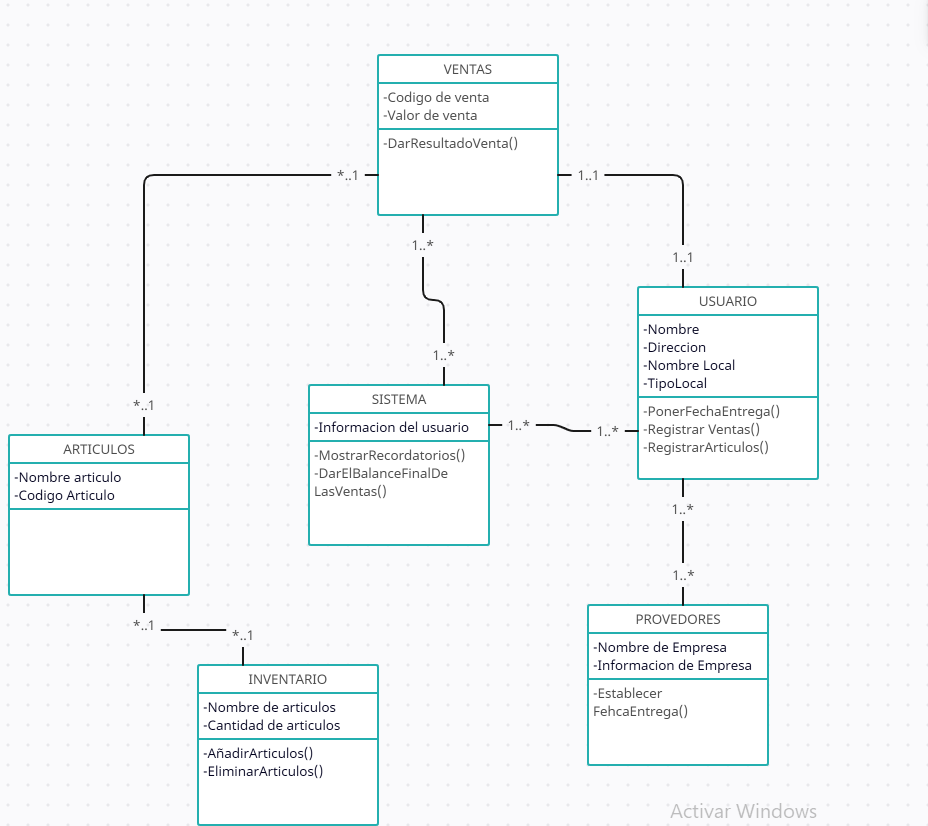 VENTAS
-Codigo de venta
-Valor de venta
-DarResultadoVenta()
*..1
1..1
1..*
1..1
USUARIO
-Nombre
-Direccion
-Nombre Local
-TipoLocal
-PonerFechaEntrega()
-Registrar Ventas()
-RegistrarArticulos()
1..*
SISTEMA
-Informacion del usuario
-MostrarRecordatorios()
-DarElBalanceFinalDe
LasVentas()
1..*
1..*
*..1
ARTICULOS
-Nombre articulo
-Codigo Articulo
*..1
*..1
INVENTARIO
-Nombre de articulos
-Cantidad de articulos
-AñadirArticulos()
-EliminarArticulos()
1..*
1..*
PROVEDORES
-Nombre de Empresa
-Informacion de Empresa
-Establecer
FehcaEntrega()
Activar Windows